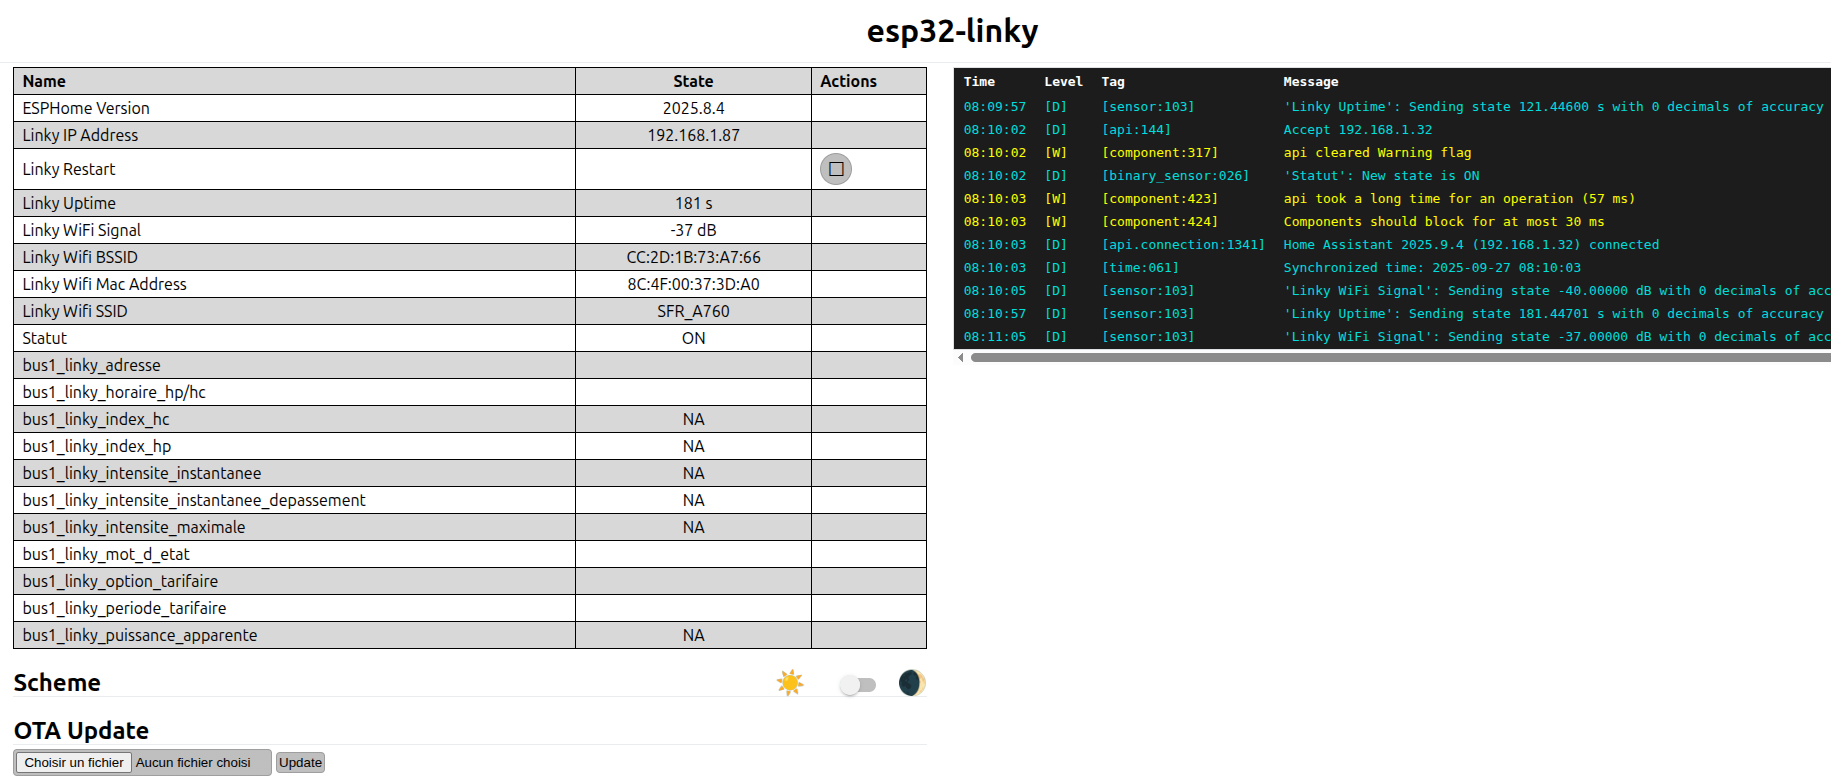 esp32-linky
Name State Actions
ESPHome Version 2025.8.4
Linky IP Address 192.168.1.87
Linky Restart
Linky Uptime 181 s
Linky WiFi Signal -37 dB
Linky Wifi BSSID CC:2D:1B:73:A7:66
Linky Wifi Mac Address 8C:4F:00:37:3D:A0
Linky Wifi SSID SFR_A760
Statut ON
bus1_linky_adresse
bus1_linky_horaire_hp/hc
bus1_linky_index_hc NA
bus1_linky_index_hp NA
bus1_linky_intensite_instantanee NA
bus1_linky_intensite_instantanee_depassement NA
bus1_linky_intensite_maximale NA
bus1_linky_mot_d_etat
bus1_linky_option_tarifaire
bus1_linky_periode_tarifaire
bus1_linky_puissance_apparente NA
Scheme
OTA Update
Choisir un fichier Aucun fichier choisi Update
Time Level Tag Message
08:09:57 [D] [sensor:103] 'Linky Uptime': Sending state 121.44600 s with 0 decimals of accuracy
08:10:02 [D] [api:144] Accept 192.168.1.32
08:10:02 [W] [component:317] api cleared Warning flag
08:10:02 [D] [binary_sensor:026] 'Statut': New state is ON
08:10:03 [W] [component:423] api took a long time for an operation (57 ms)
08:10:03 [W] [component:424] Components should block for at most 30 ms
08:10:03 [D] [api.connection:1341] Home Assistant 2025.9.4 (192.168.1.32) connected
08:10:03 [D] [time:061] Synchronized time: 2025-09-27 08:10:03
08:10:05 [D] [sensor:103] 'Linky WiFi Signal': Sending state -40.00000 dB with 0 decimals of acc
08:10:57 [D] [sensor:103] 'Linky Uptime': Sending state 181.44701 s with 0 decimals of accuracy
08:11:05 [D] [sensor:103] 'Linky WiFi Signal': Sending state -37.00000 dB with 0 decimals of acc